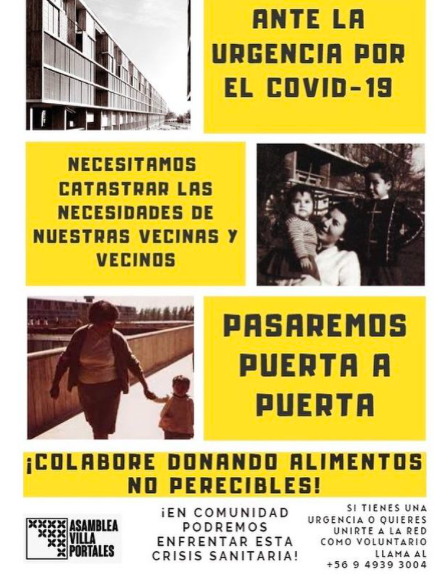 ANTE LA
URGENCIA POR
EL COVID-19
NECESITAMOS
CATASTRAR LAS
NECESIDADES DE
NUESTRAS VECINAS Y
VECINOS
PASAREMOS
PUERTA A
PUERTA
¡COLABORE DONANDO ALIMENTOS
NO PERECIBLES!
ASAMBLEA
VILLA
PORTALES
¡EN COMUNIDAD
PODREMOS
ENFRENTAR ESTA
CRISIS SANITARIA!
SI TIENES UNA
URGENCIA O QUIERES
UNIRTE A LA RED
COMO VOLUNTARIO
LLAMA AL
+56 9 4939 3004